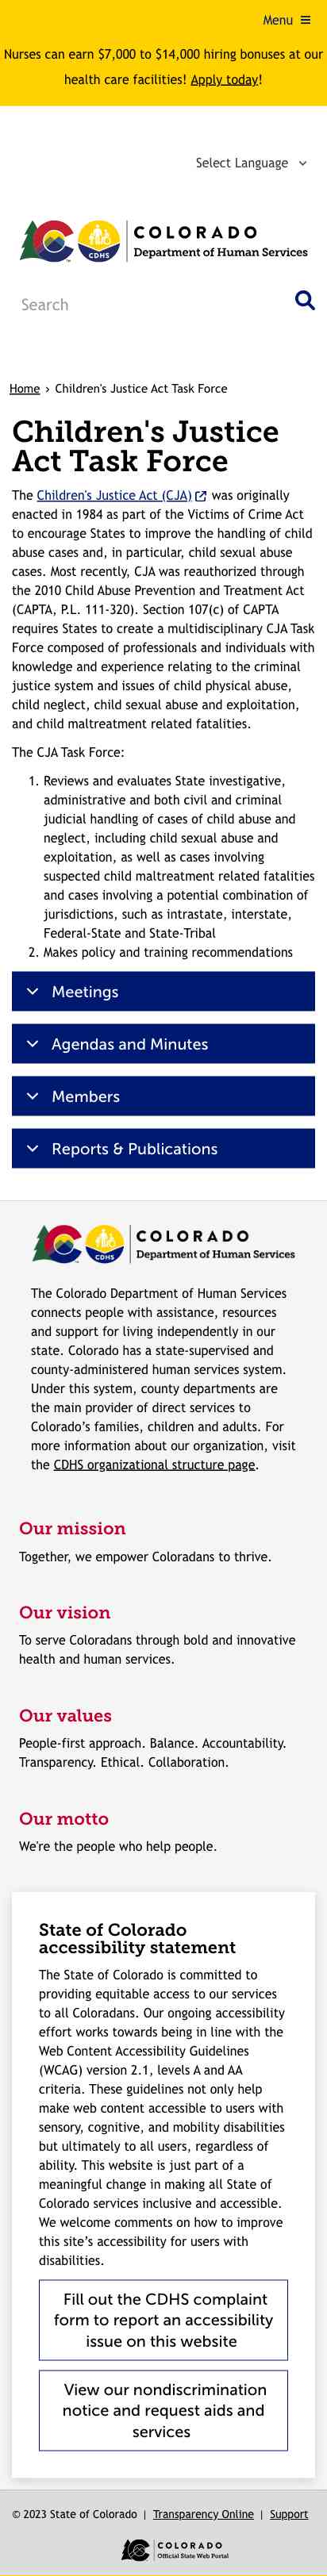 Menu
Nurses can earn $7,000 to $14,000 hiring bonuses at our
health care facilities! Apply today!
Select Language
CDHS
COLORADO
Department of Human Services
Search
Home › Children's Justice Act Task Force
Children's Justice
Act Task Force
The Children's Justice Act (CJA) was originally
enacted in 1984 as part of the Victims of Crime Act
to encourage States to improve the handling of child
abuse cases and, in particular, child sexual abuse
cases. Most recently, CJA was reauthorized through
the 2010 Child Abuse Prevention and Treatment Act
(CAPTA, P.L. 111-320). Section 107(c) of CAPTA
requires States to create a multidisciplinary CJA Task
Force composed of professionals and individuals with
knowledge and experience relating to the criminal
justice system and issues of child physical abuse,
child neglect, child sexual abuse and exploitation,
and child maltreatment related fatalities.
The CJA Task Force:
1. Reviews and evaluates State investigative,
administrative and both civil and criminal
judicial handling of cases of child abuse and
neglect, including child sexual abuse and
exploitation, as well as cases involving
suspected child maltreatment related fatalities
and cases involving a potential combination of
jurisdictions, such as intrastate, interstate,
Federal-State and State-Tribal
2. Makes policy and training recommendations
Meetings
Agendas and Minutes
Members
Reports & Publications
CDHS
COLORADO
Department of Human Services
The Colorado Department of Human Services
connects people with assistance, resources
and support for living independently in our
state. Colorado has a state-supervised and
county-administered human services system.
Under this system, county departments are
the main provider of direct services to
Colorado’s families, children and adults. For
more information about our organization, visit
the CDHS organizational structure page.
Our mission
Together, we empower Coloradans to thrive.
Our vision
To serve Coloradans through bold and innovative
health and human services.
Our values
People-first approach. Balance. Accountability.
Transparency. Ethical. Collaboration.
Our motto
We're the people who help people.
State of Colorado
accessibility statement
The State of Colorado is committed to
providing equitable access to our services
to all Coloradans. Our ongoing accessibility
effort works towards being in line with the
Web Content Accessibility Guidelines
(WCAG) version 2.1, levels A and AA
criteria. These guidelines not only help
make web content accessible to users with
sensory, cognitive, and mobility disabilities
but ultimately to all users, regardless of
ability. This website is just part of a
meaningful change in making all State of
Colorado services inclusive and accessible.
We welcome comments on how to improve
this site’s accessibility for users with
disabilities.
Fill out the CDHS complaint
form to report an accessibility
issue on this website
View our nondiscrimination
notice and request aids and
services
© 2023 State of Colorado | Transparency Online | Support
COLORADO
Official State Web Portal